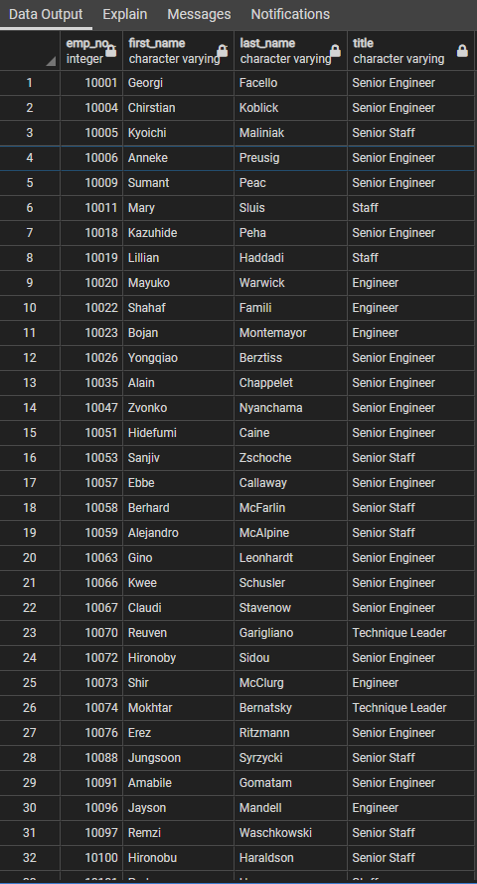 Data Output Explain Messages Notifications
emp_no first_name last_name title
integer character varying character varying character varying
1 10001 Georgi Facello Senior Engineer
2 10004 Chirstian Koblick Senior Engineer
3 10005 Kyoichi Maliniak Senior Staff
4 10006 Anneke Preusig Senior Engineer
5 10009 Sumant Peac Senior Engineer
6 10011 Mary Sluis Staff
7 10018 Kazuhide Peha Senior Engineer
8 10019 Lillian Haddadi Staff
9 10020 Mayuko Warwick Engineer
10 10022 Shahaf Famili Engineer
11 10023 Bojan Montemayor Engineer
12 10026 Yongqiao Berztiss Senior Engineer
13 10035 Alain Chappelet Senior Engineer
14 10047 Zvonko Nyanchama Senior Engineer
15 10051 Hidefumi Caine Senior Engineer
16 10053 Sanjiv Zschoche Senior Staff
17 10057 Ebbe Callaway Senior Engineer
18 10058 Berhard McFarlin Senior Staff
19 10059 Alejandro McAlpine Senior Staff
20 10063 Gino Leonhardt Senior Engineer
21 10066 Kwee Schusler Senior Engineer
22 10067 Claudi Stavenow Senior Engineer
23 10070 Reuven Garigliano Technique Leader
24 10072 Hironoby Sidou Senior Engineer
25 10073 Shir McClurg Engineer
26 10074 Mokhtar Bernatsky Technique Leader
27 10076 Erez Ritzmann Senior Engineer
28 10088 Jungsoon Syrzycki Senior Staff
29 10091 Amabile Gomatam Senior Engineer
30 10096 Jayson Mandell Engineer
31 10097 Remzi Waschkowski Senior Staff
32 10100 Hironobu Haraldson Senior Staff